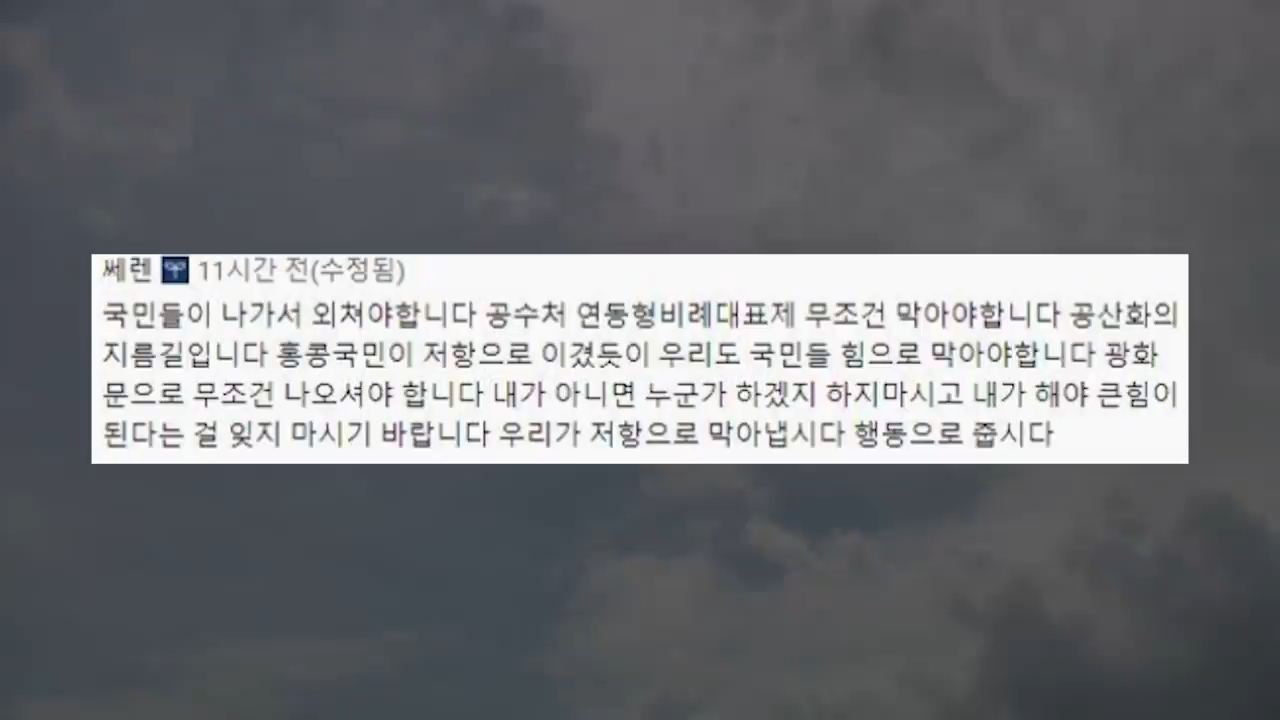 쎄렌 11시간 전(수정됨)
국민들이 나가서 외쳐야합니다 공수처 연동형비례대표제 무조건 막아야합니다 공산화의
지름길입니다 홍콩국민이 저항으로 이겼듯이 우리도 국민들 힘으로 막아야합니다 광화
문으로 무조건 나오셔야 합니다 내가 아니면 누군가 하겠지 하지마시고 내가 해야 큰힘이
된다는 걸 잊지 마시기 바랍니다 우리가 저항으로 막아냅시다 행동으로 줍시다